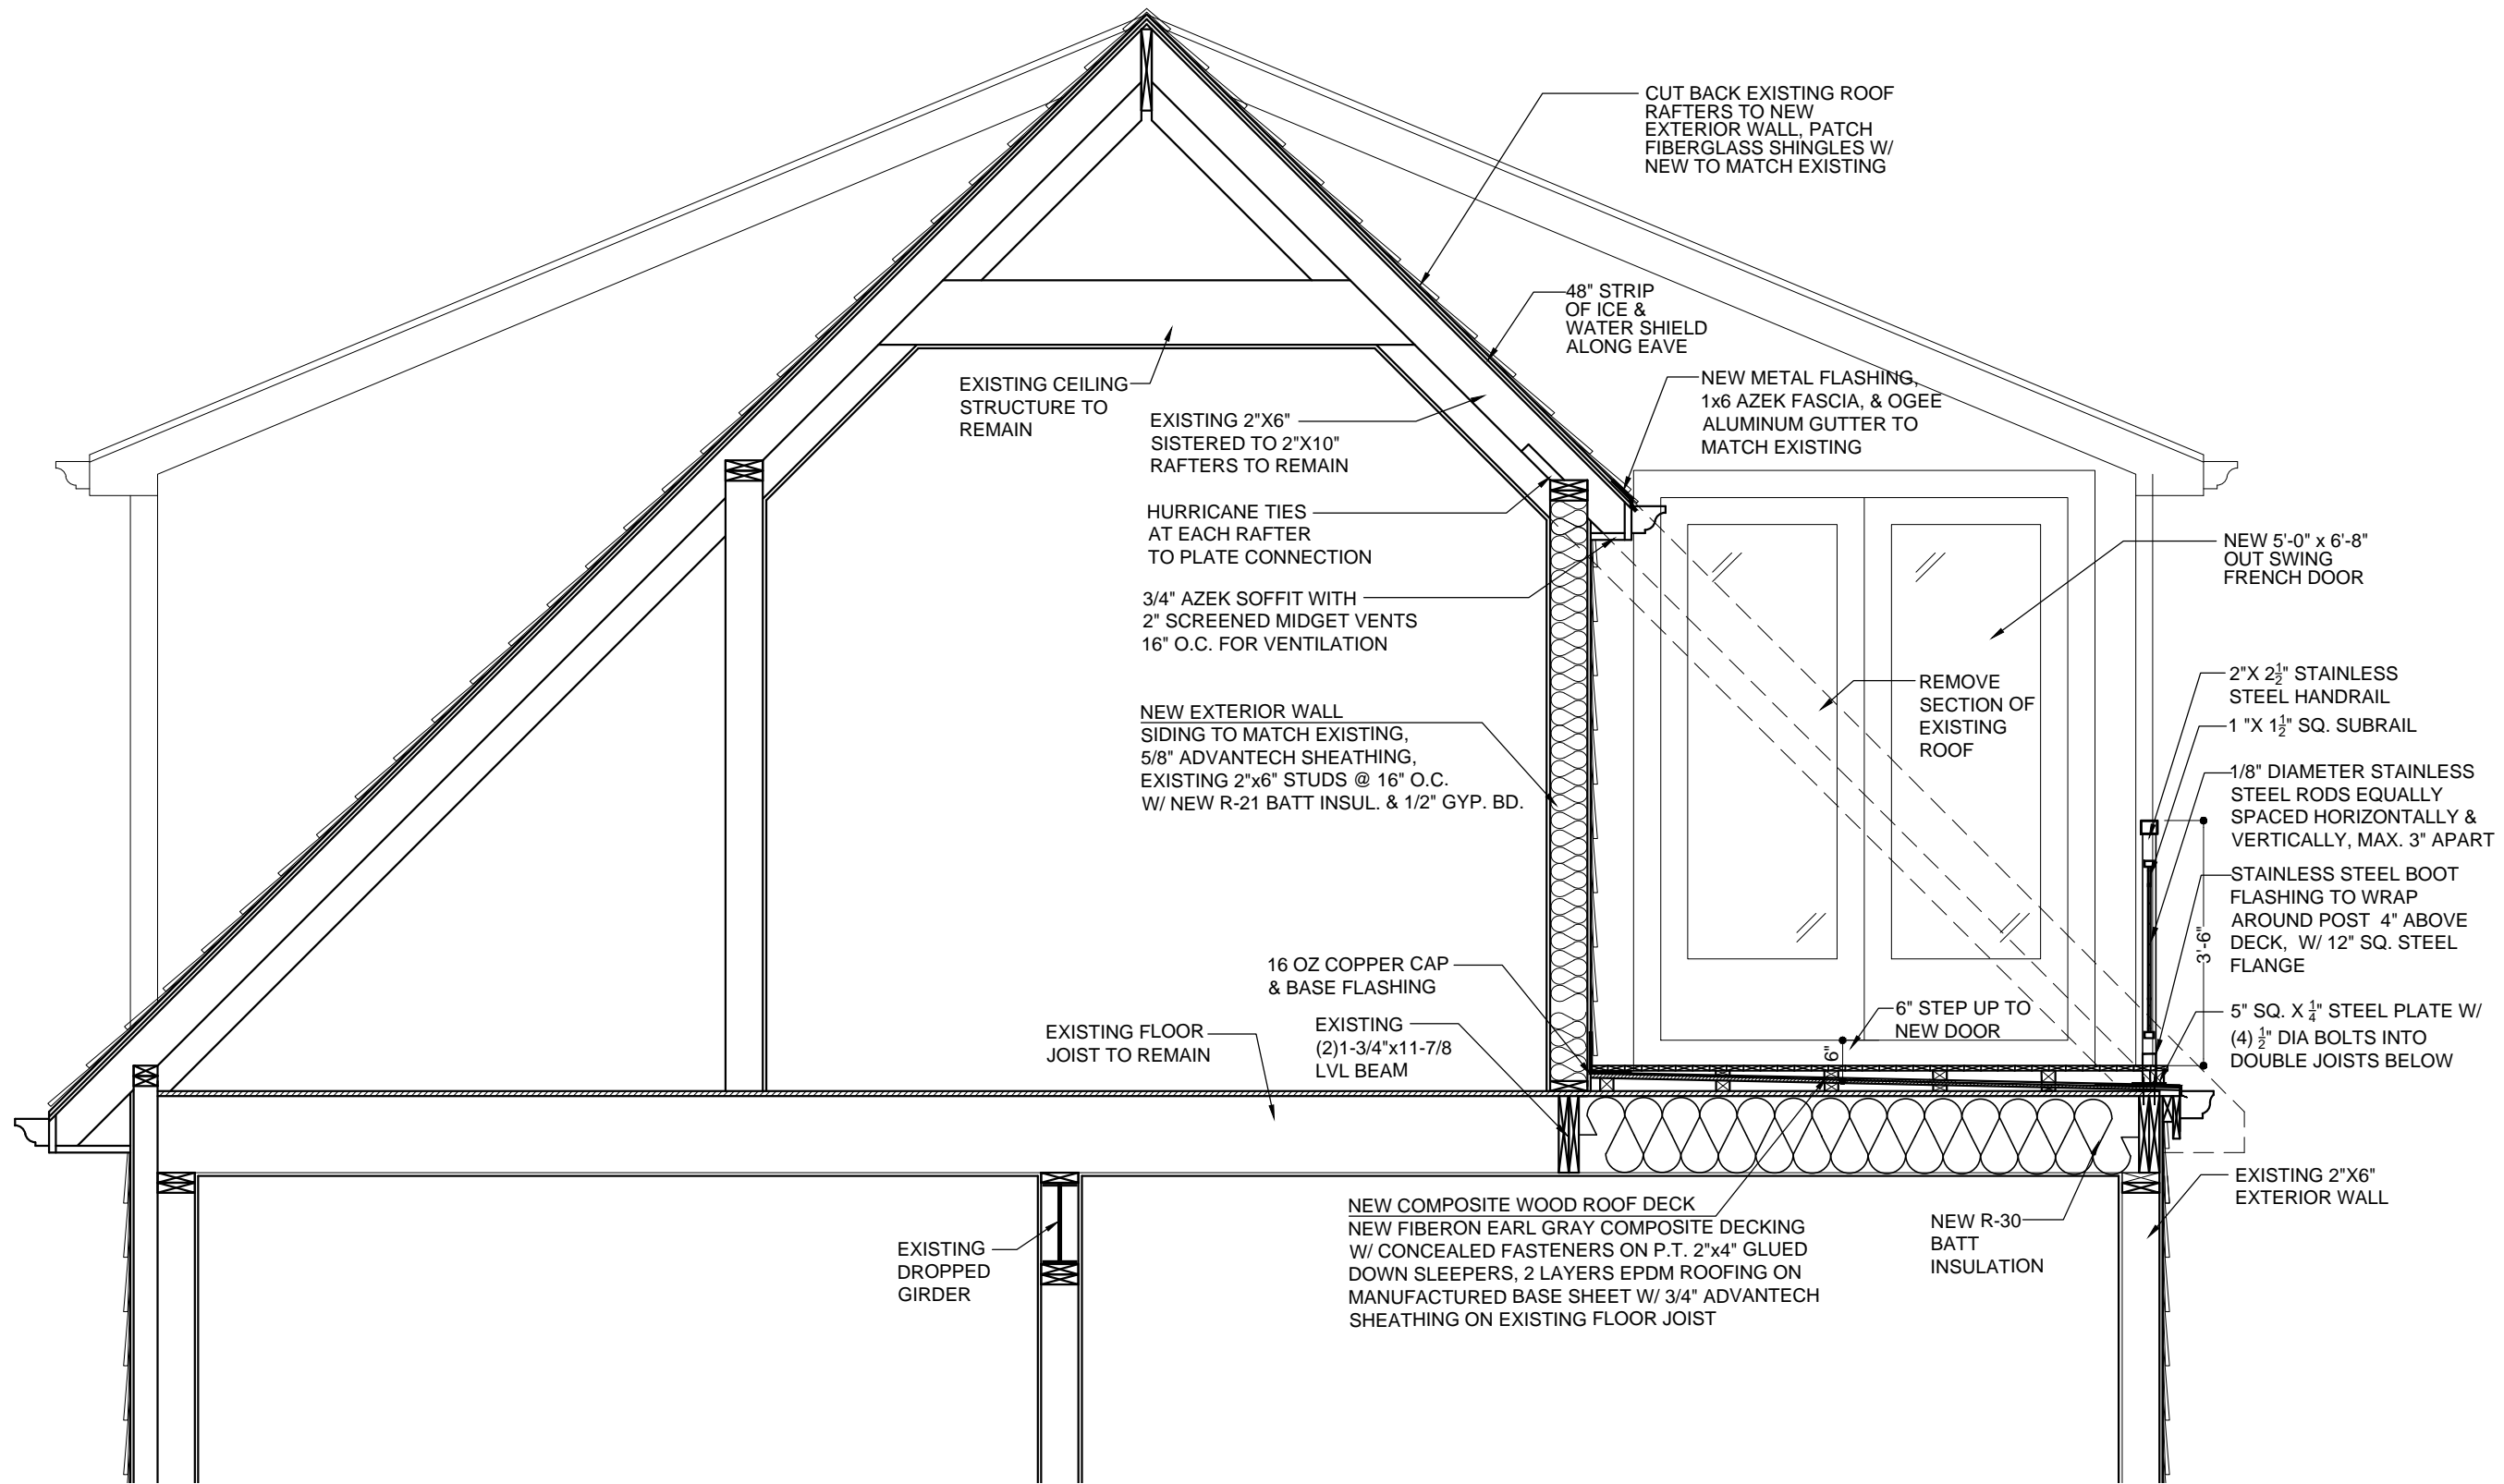 CUT BACK EXISTING ROOF
RAFTERS TO NEW
EXTERIOR WALL, PATCH
FIBERGLASS SHINGLES W/
NEW TO MATCH EXISTING
48" STRIP
OF ICE &
WATER SHIELD
ALONG EAVE
EXISTING CEILING
STRUCTURE TO
REMAIN
NEW METAL FLASHING,
1x6 AZEK FASCIA, & OGEE
ALUMINUM GUTTER TO
MATCH EXISTING
EXISTING 2"X6"
SISTERED TO 2"X10"
RAFTERS TO REMAIN
HURRICANE TIES
AT EACH RAFTER
TO PLATE CONNECTION
NEW 5'-0" x 6'-8"
OUT SWING
FRENCH DOOR
3/4" AZEK SOFFIT WITH
2" SCREENED MIDGET VENTS
16" O.C. FOR VENTILATION
REMOVE
SECTION OF
EXISTING
ROOF
2"X 2½" STAINLESS
STEEL HANDRAIL
1 "X 1½" SQ. SUBRAIL
NEW EXTERIOR WALL
SIDING TO MATCH EXISTING,
5/8" ADVANTECH SHEATHING,
EXISTING 2"x6" STUDS @ 16" O.C.
W/ NEW R-21 BATT INSUL. & 1/2" GYP. BD.
1/8" DIAMETER STAINLESS
STEEL RODS EQUALLY
SPACED HORIZONTALLY &
VERTICALLY, MAX. 3" APART
STAINLESS STEEL BOOT
FLASHING TO WRAP
AROUND POST 4" ABOVE
DECK, W/ 12" SQ. STEEL
FLANGE
3'-6"
16 OZ COPPER CAP
& BASE FLASHING
6" STEP UP TO
NEW DOOR
6"
5" SQ. X ¼" STEEL PLATE W/
(4) ½" DIA BOLTS INTO
DOUBLE JOISTS BELOW
EXISTING FLOOR
JOIST TO REMAIN
EXISTING
(2)1-3/4"x11-7/8
LVL BEAM
EXISTING 2"X6"
EXTERIOR WALL
NEW COMPOSITE WOOD ROOF DECK
NEW FIBERON EARL GRAY COMPOSITE DECKING
W/ CONCEALED FASTENERS ON P.T. 2"x4" GLUED
DOWN SLEEPERS, 2 LAYERS EPDM ROOFING ON
MANUFACTURED BASE SHEET W/ 3/4" ADVANTECH
SHEATHING ON EXISTING FLOOR JOIST
NEW R-30
BATT
INSULATION
EXISTING
DROPPED
GIRDER